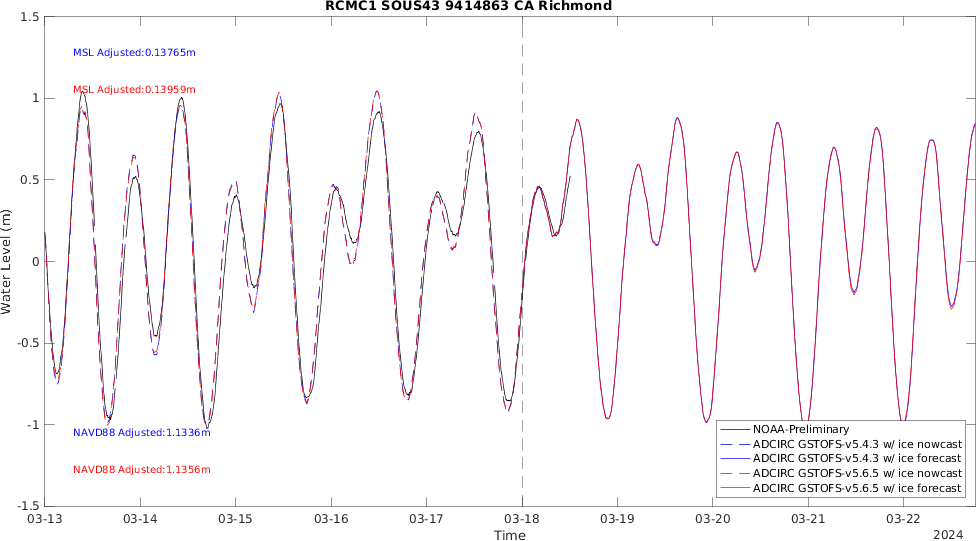 RCMC1 SOUS43 9414863 CA Richmond
1.5
MSL Adjusted:0.13765m
1
MSL Adjusted:0.13959m
0.5
0
Water Level (m)
-0.5
-1
NAVD88 Adjusted:1.1336m
NAVD88 Adjusted:1.1356m
-1.5
NOAA-Preliminary
ADCIRC GSTOFS-v5.4.3 w/ ice nowcast
ADCIRC GSTOFS-v5.4.3 w/ ice forecast
ADCIRC GSTOFS-v5.6.5 w/ ice nowcast
ADCIRC GSTOFS-v5.6.5 w/ ice forecast
03-13 03-14 03-15 03-16 03-17 03-18 03-19 03-20 03-21 03-22
Time
2024